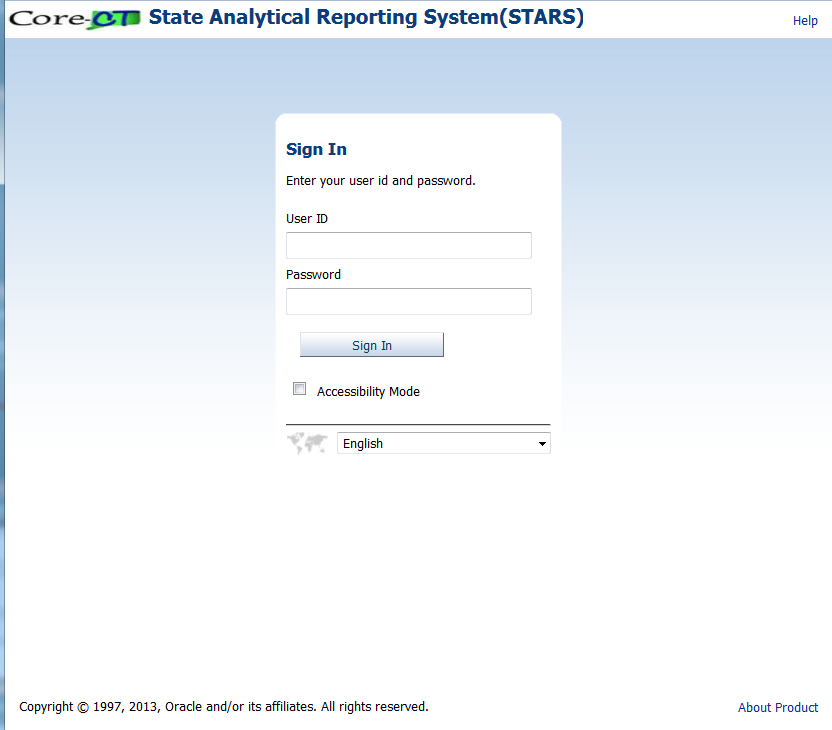 Core-CT State Analytical Reporting System(STARS)
Help
Sign In
Enter your user id and password.
User ID
Password
Sign In
Accessibility Mode
English
Copyright © 1997, 2013, Oracle and/or its affiliates. All rights reserved.
About Product